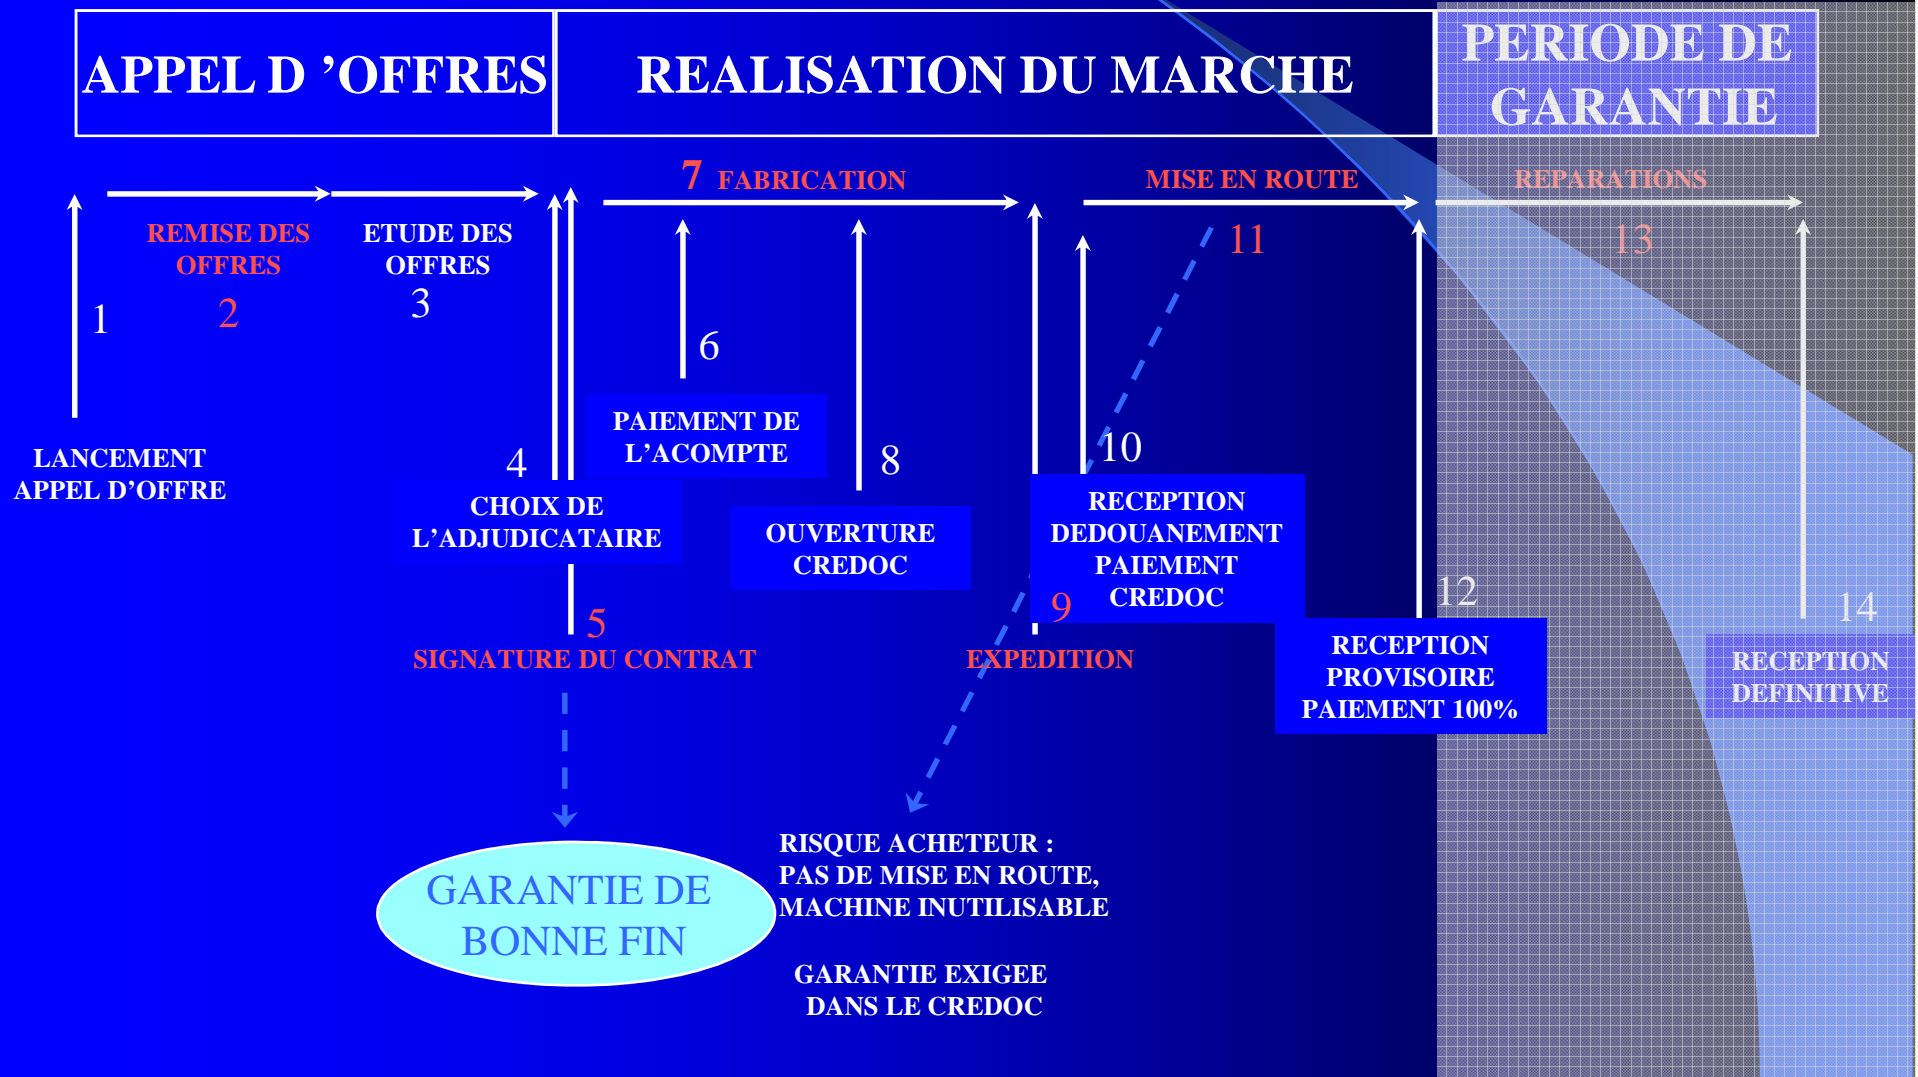 APPEL D ’OFFRES
REALISATION DU MARCHE
PERIODE DE
GARANTIE
7 FABRICATION
MISE EN ROUTE
REPARATIONS
REMISE DES
OFFRES
2
ETUDE DES
OFFRES
3
11
13
1
6
LANCEMENT
APPEL D’OFFRE
4
PAIEMENT DE
L’ACOMPTE
8
10
CHOIX DE
L’ADJUDICATAIRE
OUVERTURE
CREDOC
RECEPTION
DEDOUANEMENT
PAIEMENT
CREDOC
9
12
14
5
SIGNATURE DU CONTRAT
EXPEDITION
RECEPTION
PROVISOIRE
PAIEMENT 100%
RECEPTION
DEFINITIVE
GARANTIE DE
BONNE FIN
RISQUE ACHETEUR :
PAS DE MISE EN ROUTE,
MACHINE INUTILISABLE
GARANTIE EXIGEE
DANS LE CREDOC